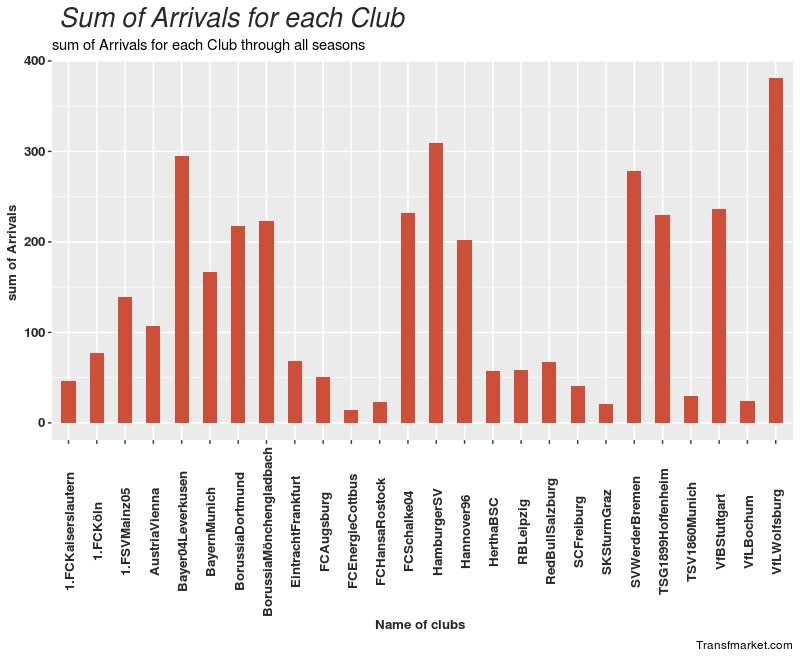 Sum of Arrivals for each Club
sum of Arrivals for each Club through all seasons
sum of Arrivals
400
300
200
100
0
1.FCKaiserslautern
1.FCKöln
1.FSVMainz05
AustriaVienna
Bayer04Leverkusen
BayernMunich
BorussiaDortmund
BorussiaMönchengladbach
EintrachtFrankfurt
FCAugsburg
FCEnergieCottbus
FCHansaRostock
FCSchalke04
HamburgerSV
Hannover96
HerthaBSC
RBLeipzig
RedBullSalzburg
SCFreiburg
SKSturmGraz
SVWerderBremen
TSG1899Hoffenheim
TSV1860Munich
VfBStuttgart
VfLBochum
VfLWolfsburg
Name of clubs
Transfmarket.com